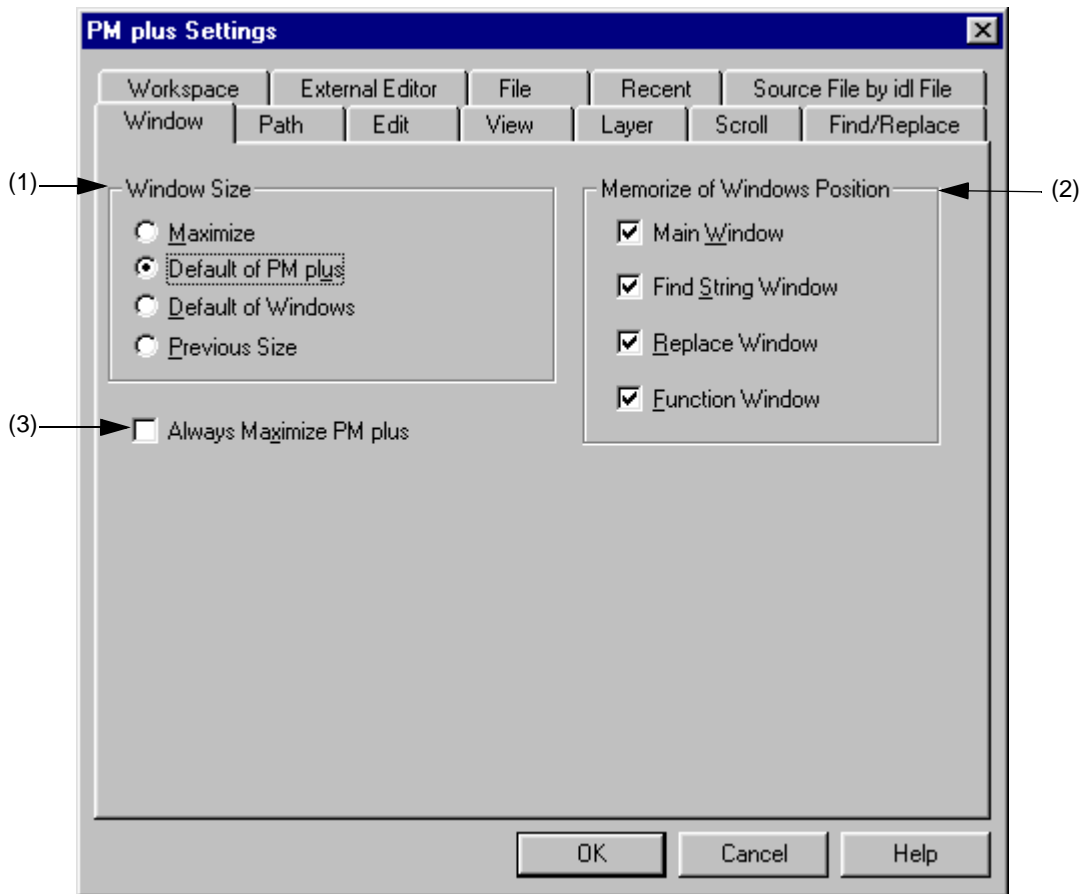 PM plus Settings
Workspace External Editor File Recent Source File by idl File
Window Path Edit View Layer Scroll Find/Replace
(1) Window Size Memorize of Windows Position (2)
Maximize Main Window
Default of PM plus
Find String Window
Default of Windows
Previous Size Replace Window
Function Window
(3) Always Maximize PM plus
OK Cancel Help